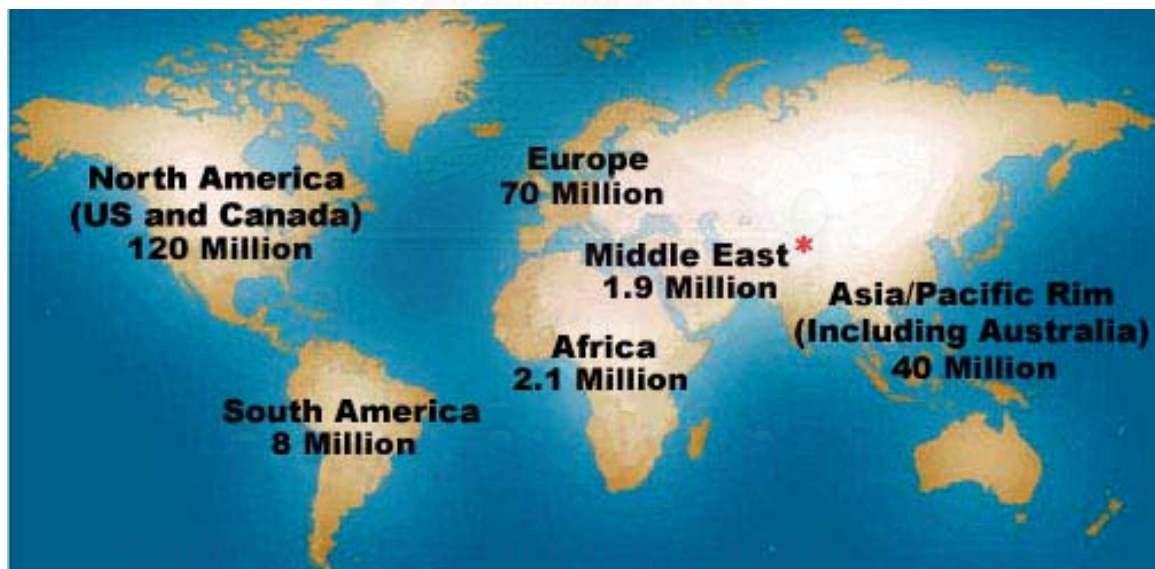 North America
(US and Canada)
120 Million
Europe
70 Million
Middle East*
1.9 Million
Asia/Pacific Rim
(Including Australia)
40 Million
Africa
2.1 Million
South America
8 Million